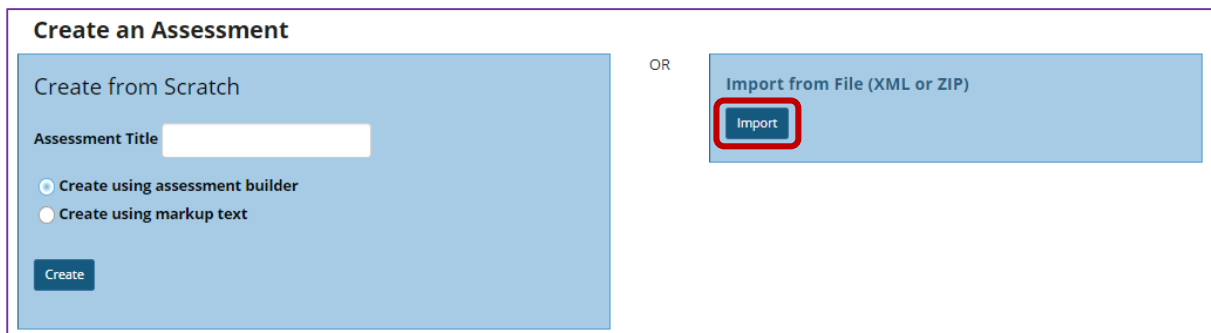 Create an Assessment
Create from Scratch
Assessment Title
Create using assessment builder
Create using markup text
Create
OR
Import from File (XML or ZIP)
Import